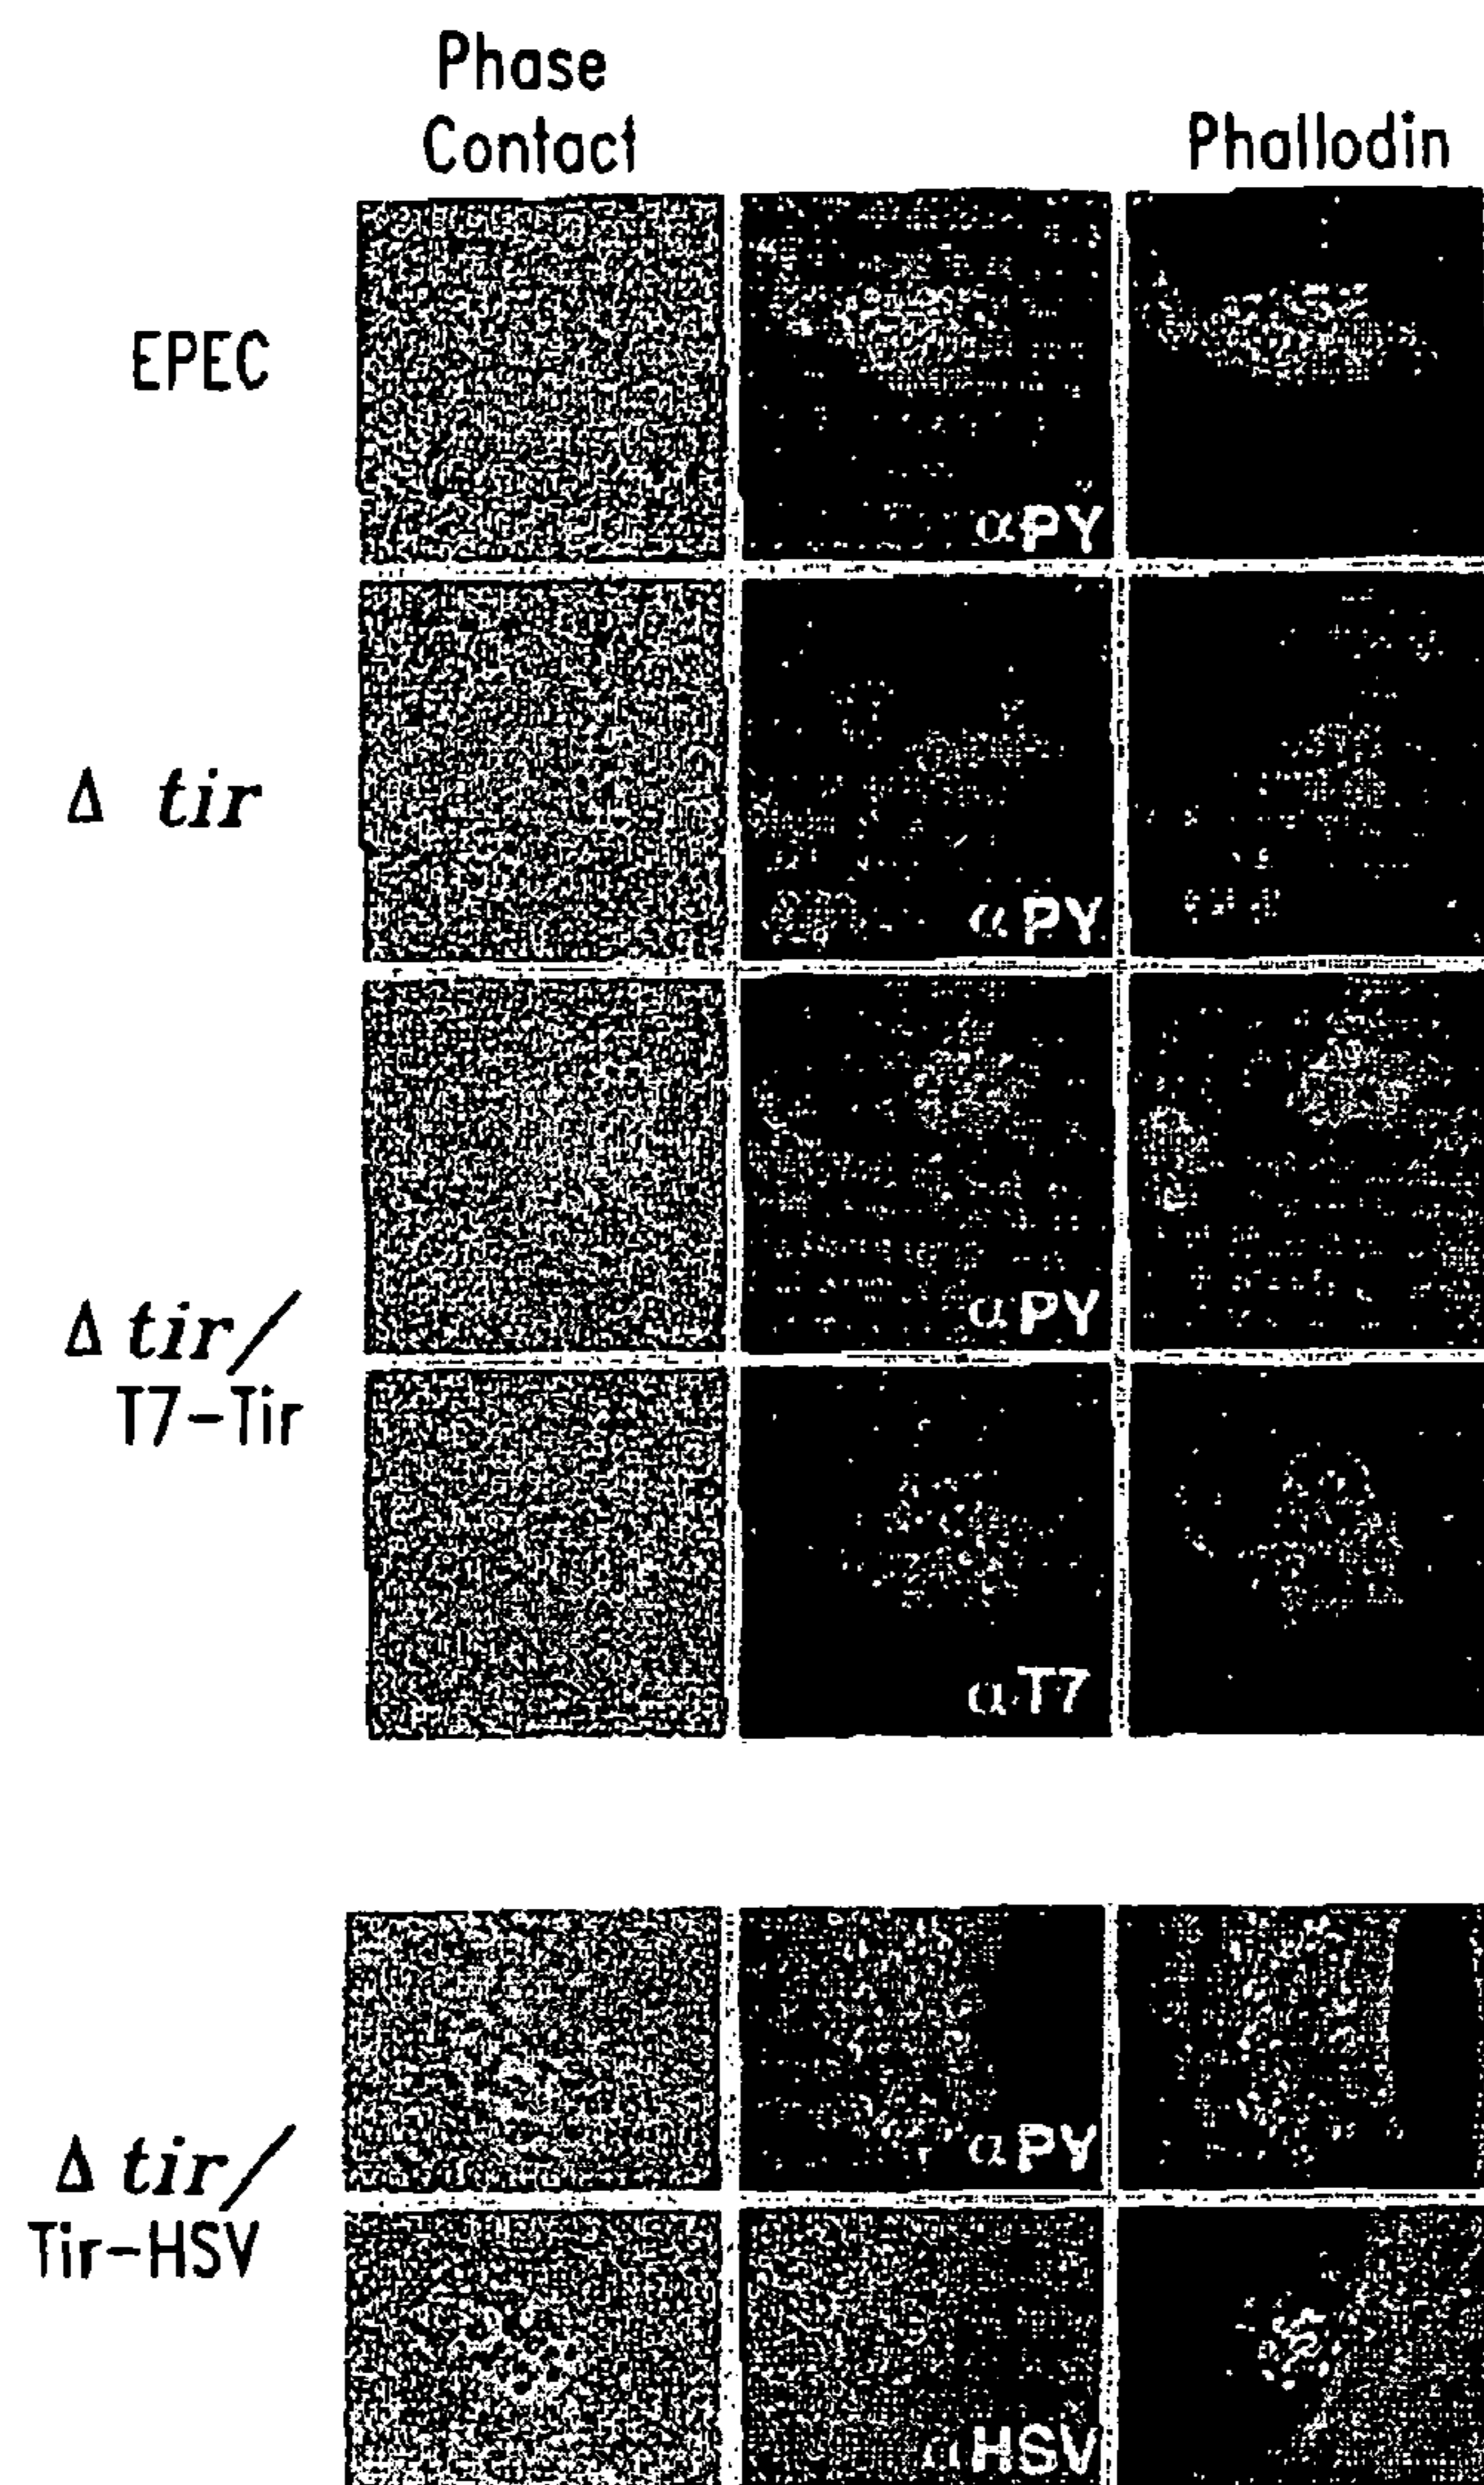 Phase
Contact
Phallodin
EPEC
αPY
Δ tir
αPY
αPY
Δ tir/
T7-Tir
αT7
αPY
Δ tir/
Tir-HSV
αHSV